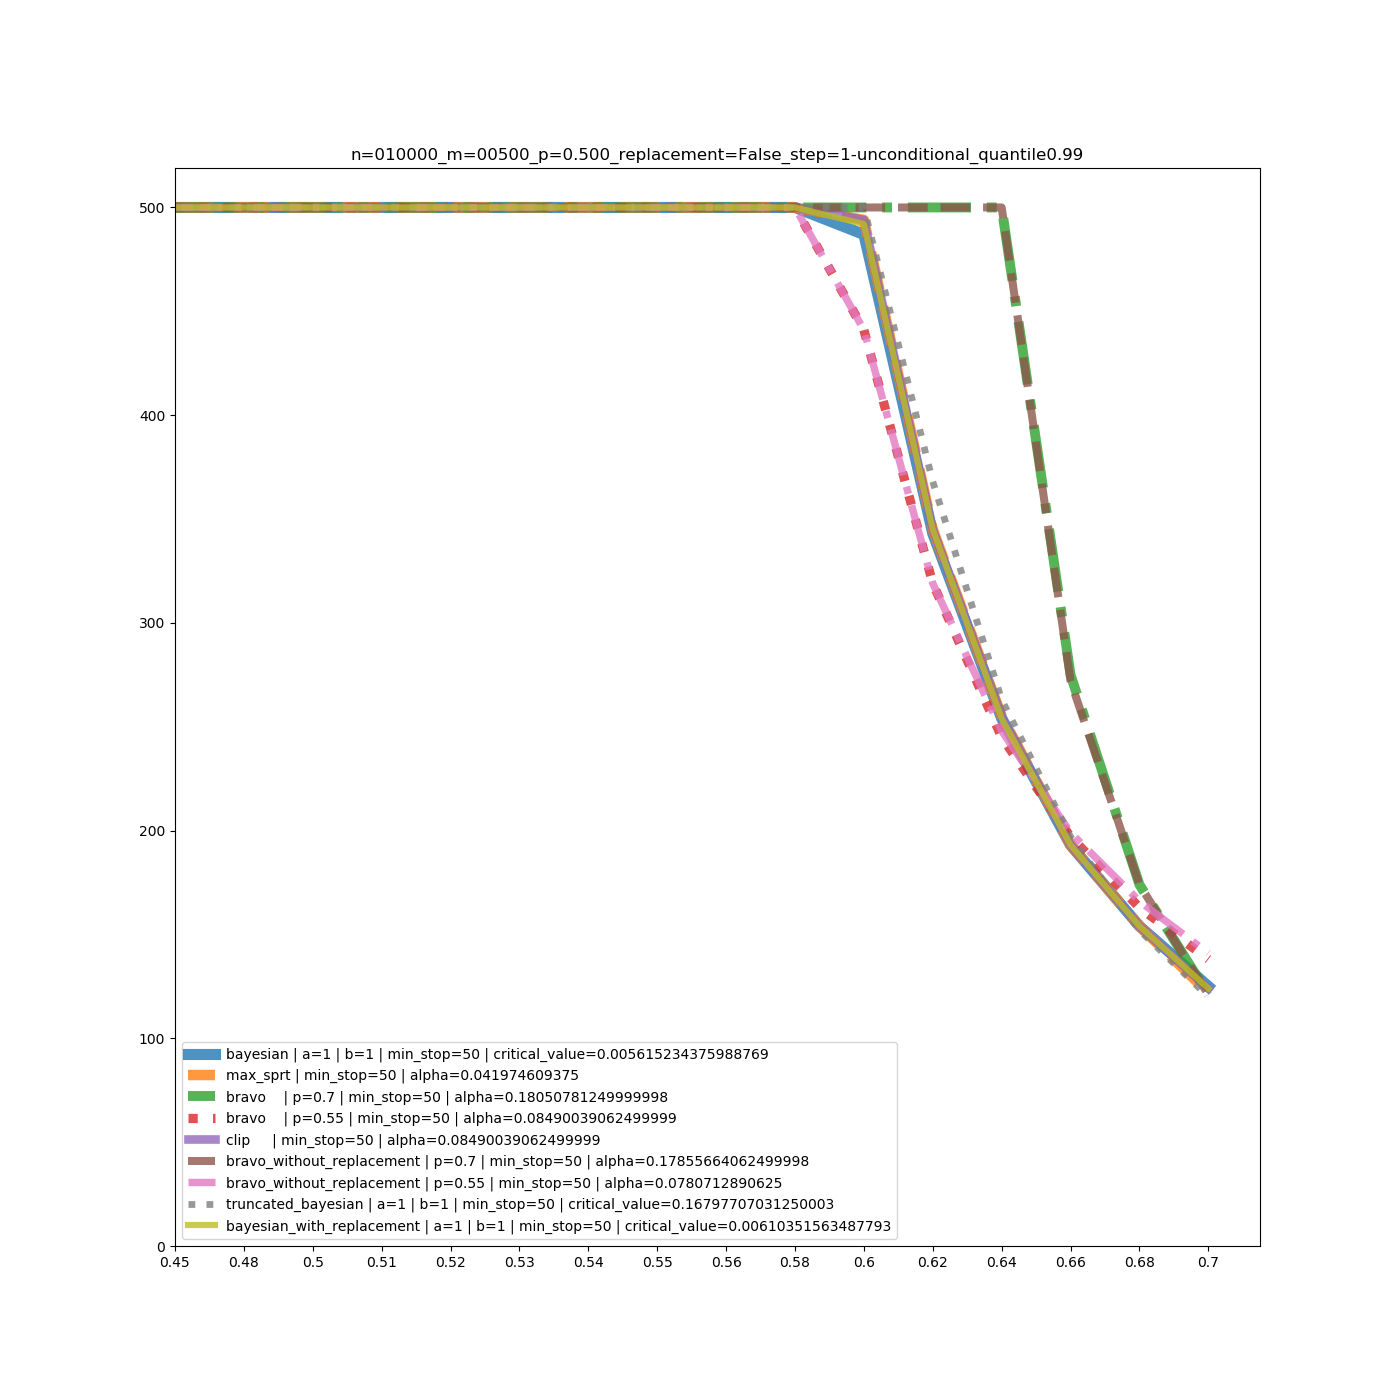 n=010000_m=00500_p=0.500_replacement=False_step=1-unconditional_quantile0.99
500
400
300
200
100
0
bayesian | a=1 | b=1 | min_stop=50 | critical_value=0.005615234375988769
max_sprt | min_stop=50 | alpha=0.041974609375
bravo    | p=0.7 | min_stop=50 | alpha=0.18050781249999998
bravo    | p=0.55 | min_stop=50 | alpha=0.08490039062499999
clip     | min_stop=50 | alpha=0.08490039062499999
bravo_without_replacement | p=0.7 | min_stop=50 | alpha=0.17855664062499998
bravo_without_replacement | p=0.55 | min_stop=50 | alpha=0.0780712890625
truncated_bayesian | a=1 | b=1 | min_stop=50 | critical_value=0.16797707031250003
bayesian_with_replacement | a=1 | b=1 | min_stop=50 | critical_value=0.00610351563487793
0.45 0.48 0.5 0.51 0.52 0.53 0.54 0.55 0.56 0.58 0.6 0.62 0.64 0.66 0.68 0.7